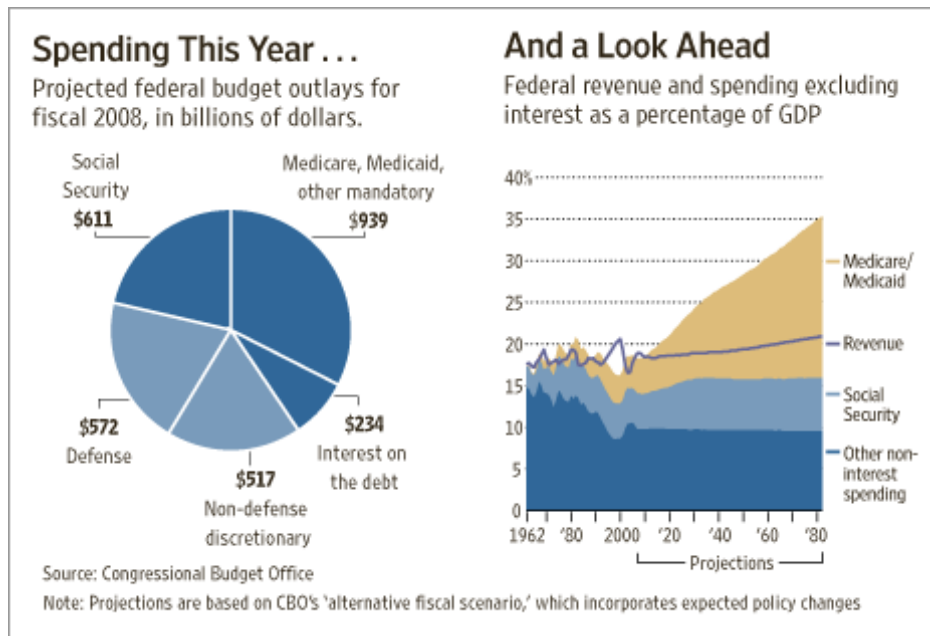 Spending This Year ...
Projected federal budget outlays for
fiscal 2008, in billions of dollars.
Social
Security
$611
Medicare, Medicaid,
other mandatory
$939
$572
Defense
$517
Non-defense
discretionary
$234
Interest on
the debt
And a Look Ahead
Federal revenue and spending excluding
interest as a percentage of GDP
40%
35
30
25
20
15
10
5
0
Medicare/
Medicaid
Revenue
Social
Security
Other non-
interest
spending
1962 '80 2000 '20 '40 '60 '80
Projections
Source: Congressional Budget Office
Note: Projections are based on CBO's 'alternative fiscal scenario,' which incorporates expected policy changes